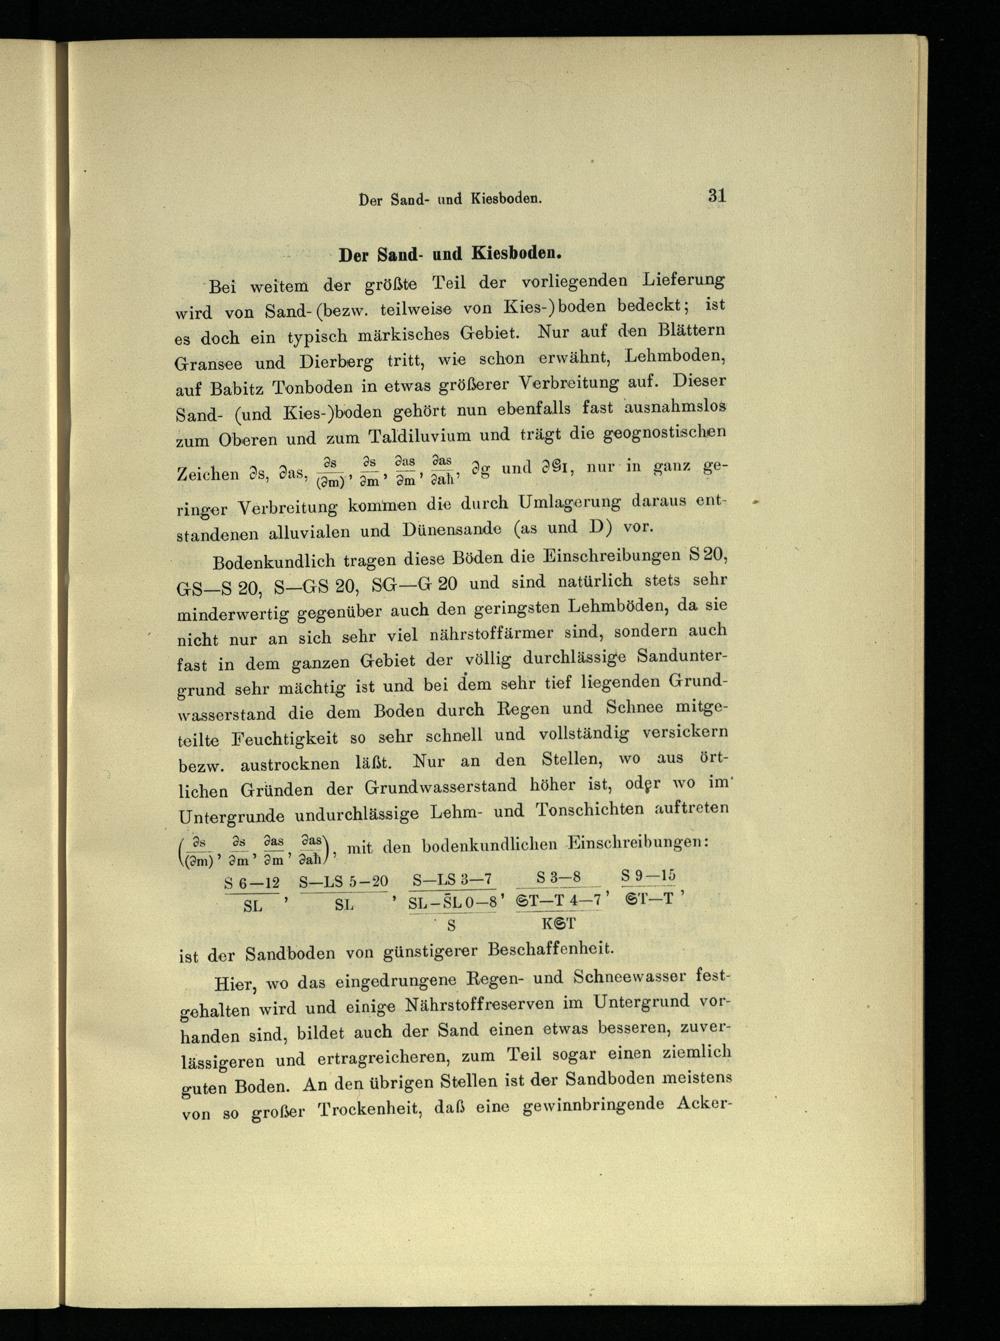 Der Sand- und Kiesboden. 31
Der Sand- und Kiesboden.
Bei weitem der größte Teil der vorliegenden Lieferung
wird von Sand- (bezw. teilweise von Kies-) boden bedeckt; ist
es doch ein typisch märkisches Gebiet. Nur auf den Blättern
Gransee und Dierberg tritt, wie schon erwähnt, Lehmboden,
auf Babitz Tonboden in etwas größerer Verbreitung auf. Dieser
Sand- (und Kies-)boden gehört nun ebenfalls fast ausnahmslos
zum Oberen und zum Taldiluvium und trägt die geognostischen
Zeichen ∂s, ∂as, ∂s/(∂m), ∂s/∂m, ∂as/∂m, ∂as/∂ah, ∂g und ∂𝔊ı, nur in ganz ge-
ringer Verbreitung kommen die durch Umlagerung daraus ent-
standenen alluvialen und Dünensande (as und D) vor.
Bodenkundlich tragen diese Böden die Einschreibungen S 20,
GS—S 20, S—GS 20, SG—G 20 und sind natürlich stets sehr
minderwertig gegenüber auch den geringsten Lehmböden, da sie
nicht nur an sich sehr viel nährstoffärmer sind, sondern auch
fast in dem ganzen Gebiet der völlig durchlässige Sandunter-
grund sehr mächtig ist und bei dem sehr tief liegenden Grund-
wasserstand die dem Boden durch Regen und Schnee mitge-
teilte Feuchtigkeit so sehr schnell und vollständig versickern
bezw. austrocknen läßt. Nur an den Stellen, wo aus ört-
lichen Gründen der Grundwasserstand höher ist, oder wo im
Untergrunde undurchlässige Lehm- und Tonschichten auftreten
(∂s/(∂m), ∂s/∂m, ∂as/∂m, ∂as/∂ah), mit den bodenkundlichen Einschreibungen:
S 6—12 S—LS 5—20 S—LS 3—7 S 3—8 S 9—15
SL , SL , SL—S̄L 0—8 , 𝔖T—T 4—7 , 𝔖T—T ,
S K𝔖T
ist der Sandboden von günstigerer Beschaffenheit.
Hier, wo das eingedrungene Regen- und Schneewasser fest-
gehalten wird und einige Nährstoffreserven im Untergrund vor-
handen sind, bildet auch der Sand einen etwas besseren, zuver-
lässigeren und ertragreicheren, zum Teil sogar einen ziemlich
guten Boden. An den übrigen Stellen ist der Sandboden meistens
von so großer Trockenheit, daß eine gewinnbringende Acker-